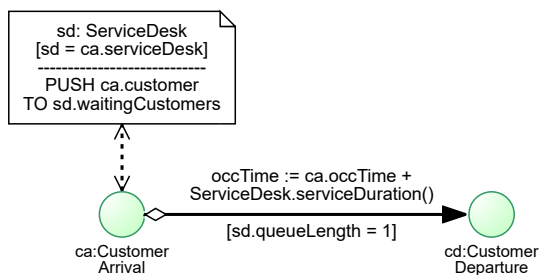 sd: ServiceDesk
[sd = ca.serviceDesk]
----------------------------
PUSH ca.customer
TO sd.waitingCustomers
occTime := ca.occTime +
ServiceDesk.serviceDuration()
[sd.queueLength = 1]
ca:Customer
Arrival
cd:Customer
Departure